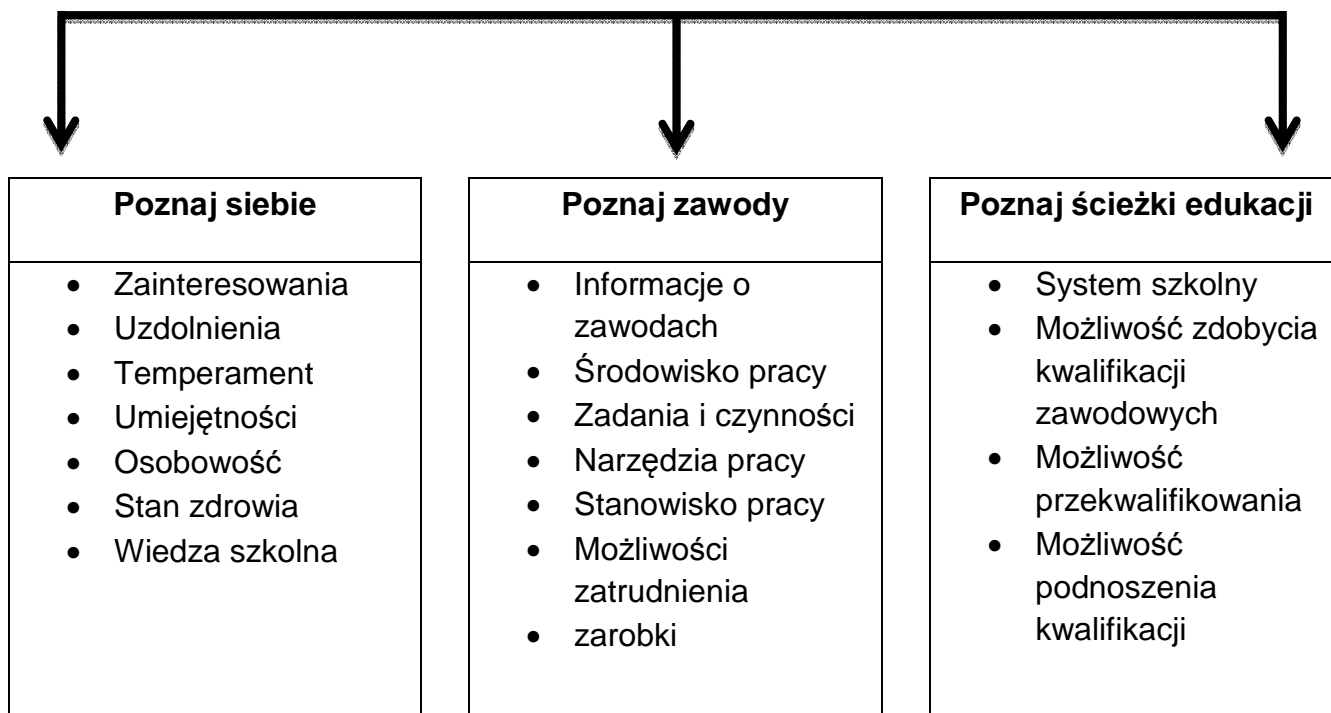 Poznaj siebie
• Zainteresowania
• Uzdolnienia
• Temperament
• Umiejętności
• Osobowość
• Stan zdrowia
• Wiedza szkolna
Poznaj zawody
• Informacje o
zawodach
• Środowisko pracy
• Zadania i czynności
• Narzędzia pracy
• Stanowisko pracy
• Możliwości
zatrudnienia
• zarobki
Poznaj ścieżki edukacji
• System szkolny
• Możliwość zdobycia
kwalifikacji
zawodowych
• Możliwość
przekwalifikowania
• Możliwość
podnoszenia
kwalifikacji